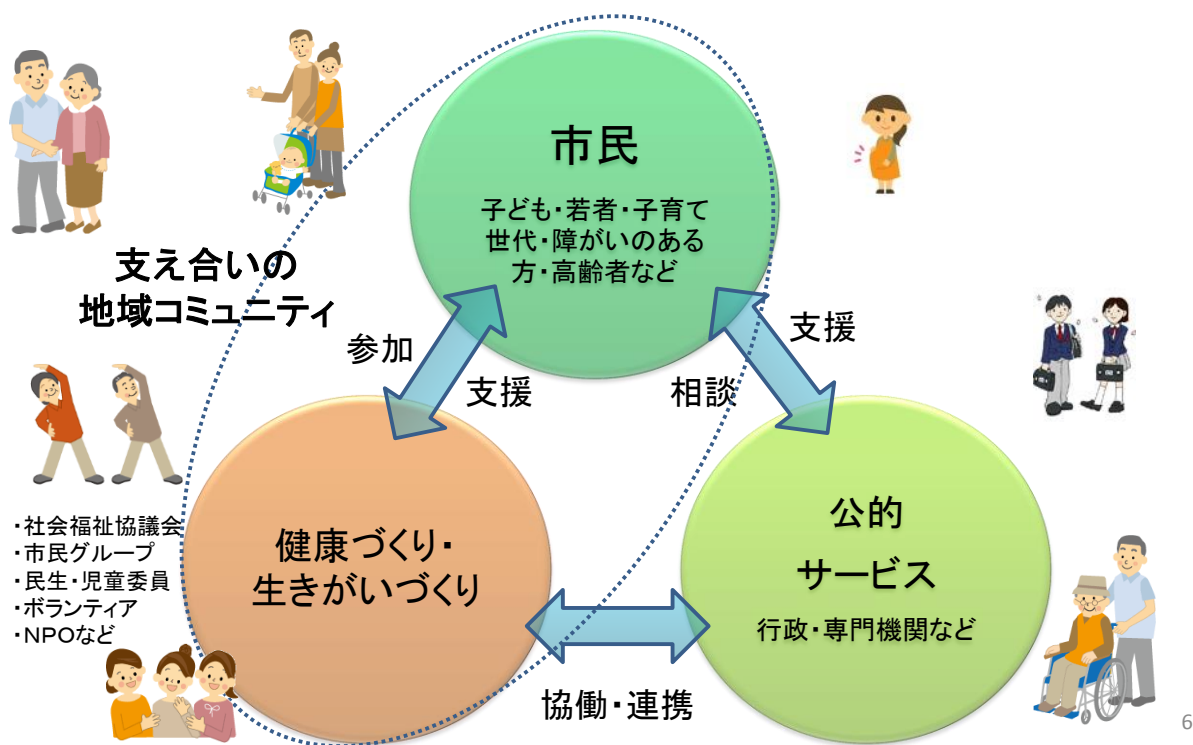 市民
子ども・若者・子育て
世代・障がいのある
方・高齢者など
支え合いの
地域コミュニティ
参加
支援
支援
相談
・社会福祉協議会
・市民グループ
・民生・児童委員
・ボランティア
・NPOなど
健康づくり・
生きがいづくり
公的
サービス
行政・専門機関など
協働・連携
6